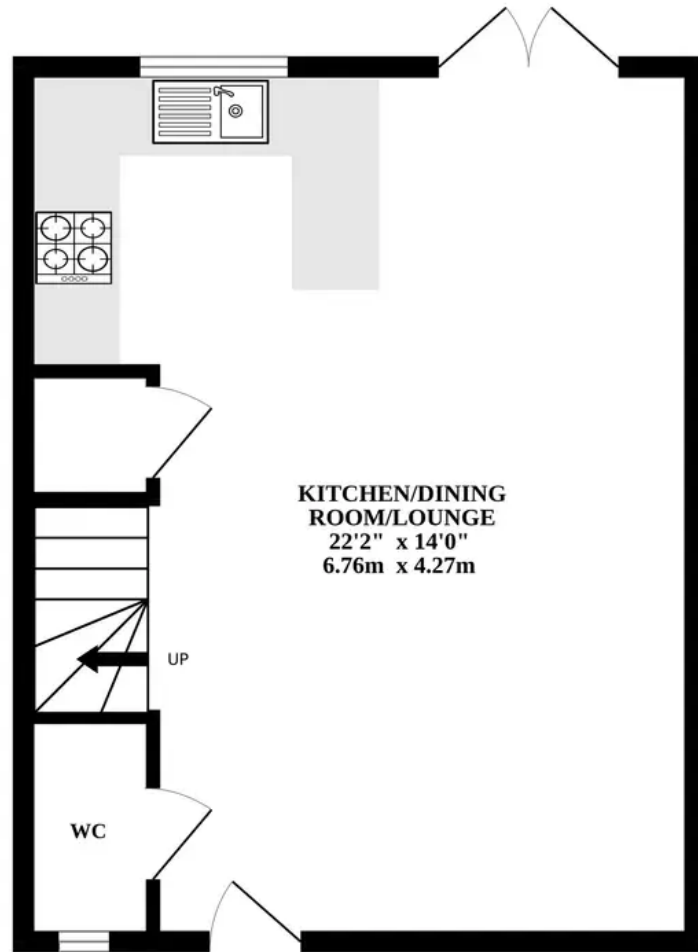 KITCHEN/DINING
ROOM/LOUNGE
22'2" x 14'0"
6.76m x 4.27m
UP
WC